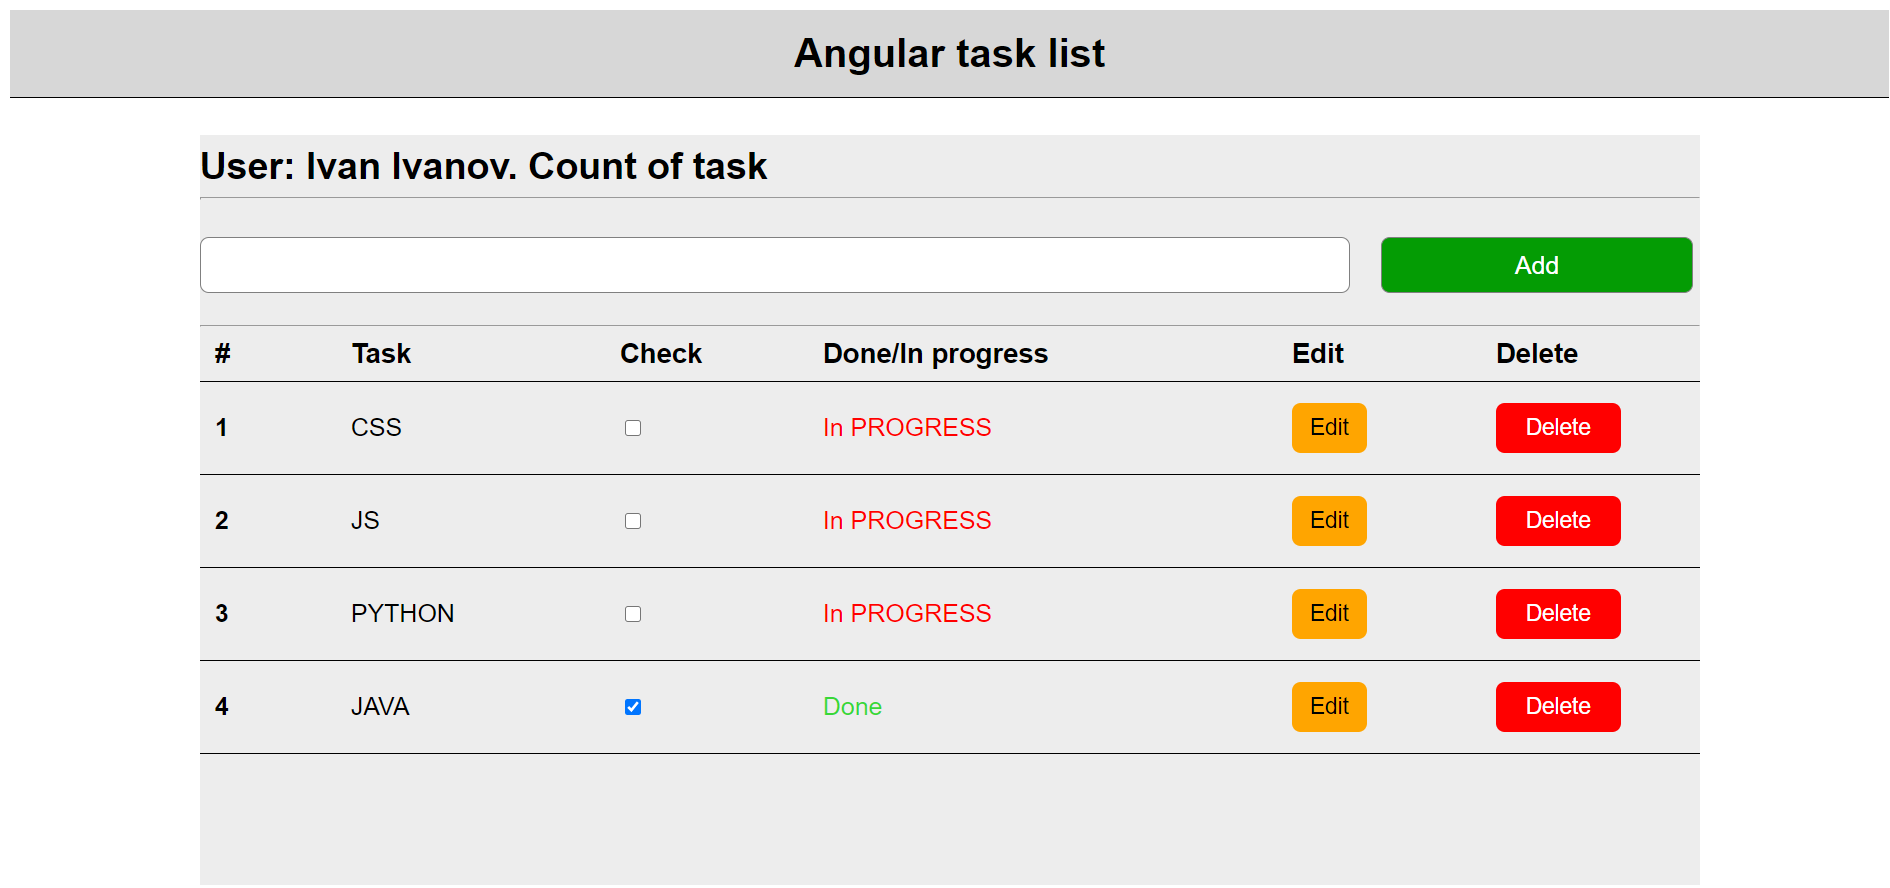 Angular task list
User: Ivan Ivanov. Count of task
Add
# Task Check Done/In progress Edit Delete
1 CSS In PROGRESS Edit Delete
2 JS In PROGRESS Edit Delete
3 PYTHON In PROGRESS Edit Delete
4 JAVA Done Edit Delete